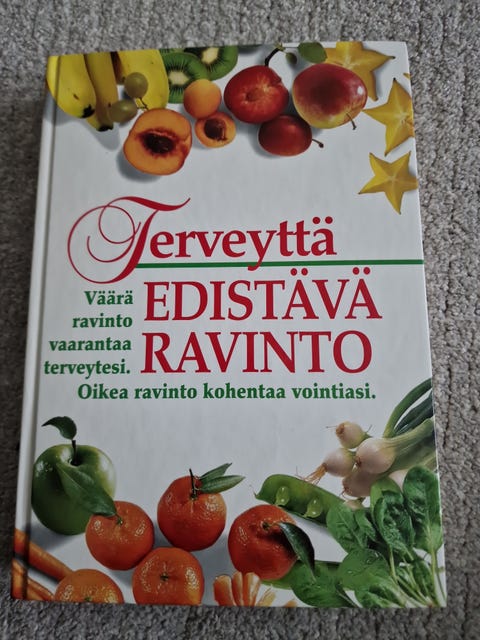 Terveyttä
EDISTÄVÄ
RAVINTO
Väärä
ravinto
vaarantaa
terveytesi.
Oikea ravinto kohentaa vointiasi.